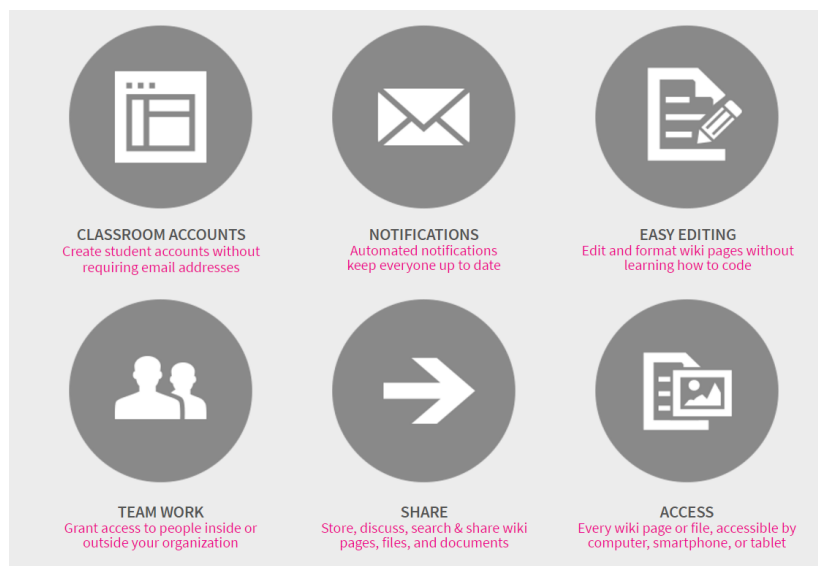 CLASSROOM ACCOUNTS
Create student accounts without
requiring email addresses
NOTIFICATIONS
Automated notifications
keep everyone up to date
EASY EDITING
Edit and format wiki pages without
learning how to code
TEAM WORK
Grant access to people inside or
outside your organization
SHARE
Store, discuss, search & share wiki
pages, files, and documents
ACCESS
Every wiki page or file, accessible by
computer, smartphone, or tablet